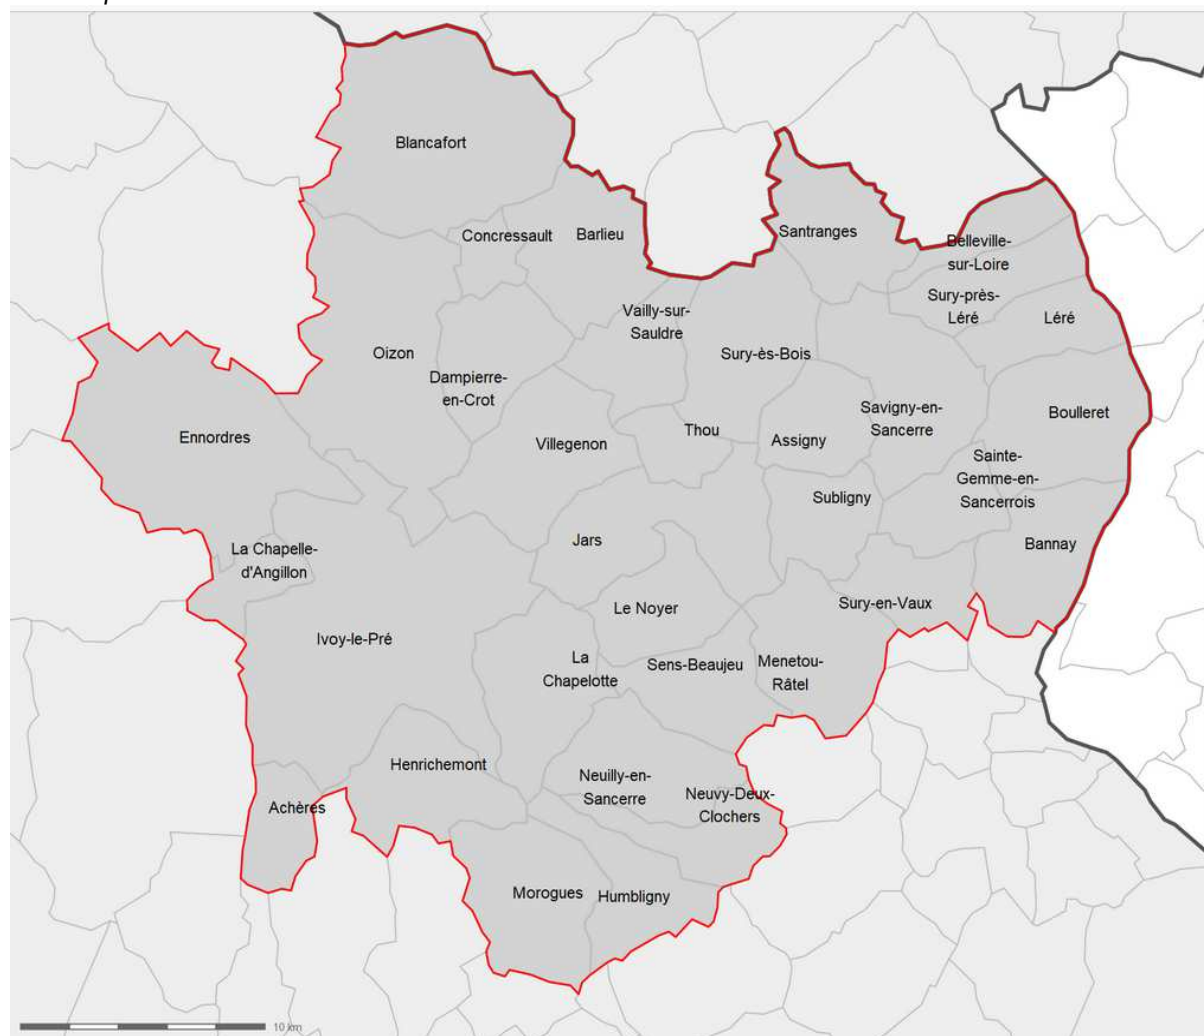 Blancafort
Concressault
Barlieu
Santranges
Belleville-
sur-Loire
Sury-près-
Léré
Léré
Vailly-sur-
Sauldre
Oizon
Sury-ès-Bois
Dampierre-
en-Crot
Ennordres
Villegenon
Thou
Assigny
Savigny-en-
Sancerre
Boulleret
Sainte-
Gemme-en-
Sancerrois
Subligny
Jars
Bannay
La Chapelle-
d'Angillon
Le Noyer
Sury-en-Vaux
Ivoy-le-Pré
La
Chapelotte
Sens-Beaujeu
Menetou-
Râtel
Henrichemont
Neuilly-en-
Sancerre
Neuvy-Deux-
Clochers
Achères
Morogues
Humbligny
10 km